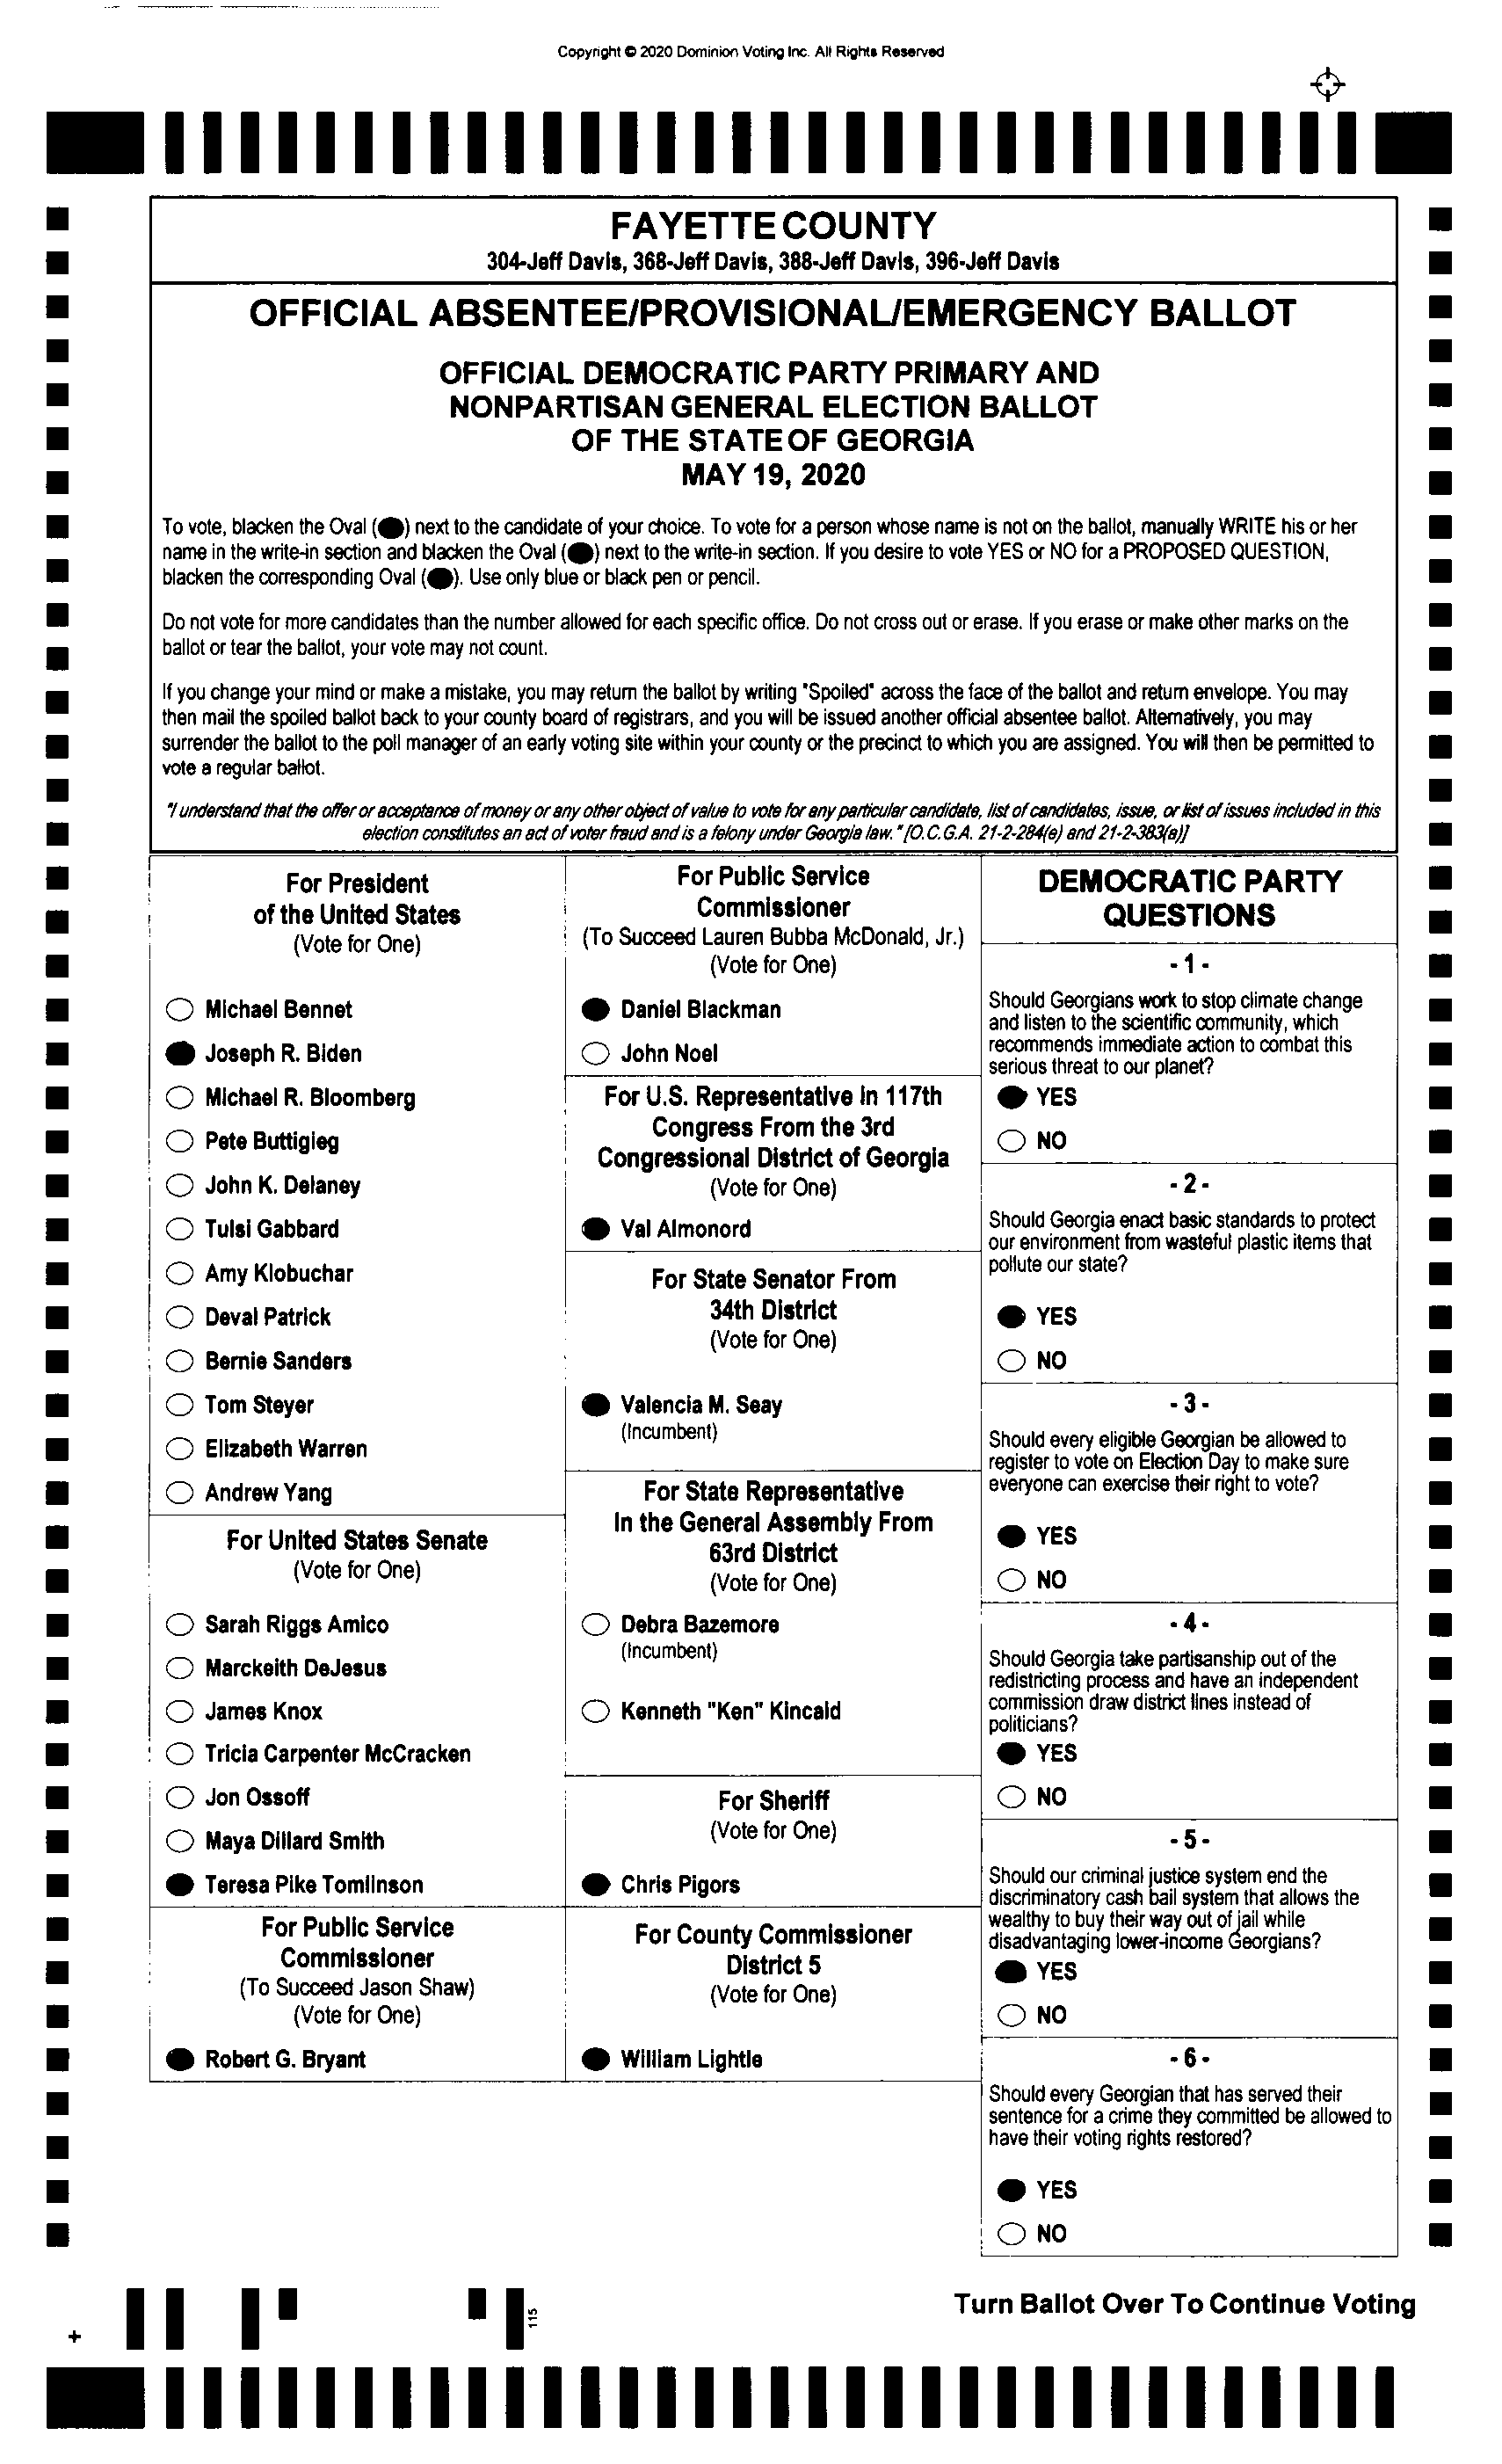 Copyright © 2020 Dominion Voting Inc. All Rights Reserved
FAYETTE COUNTY
304-Jeff Davis, 368-Jeff Davis, 388-Jeff Davis, 396-Jeff Davis
OFFICIAL ABSENTEE/PROVISIONAL/EMERGENCY BALLOT
OFFICIAL DEMOCRATIC PARTY PRIMARY AND
NONPARTISAN GENERAL ELECTION BALLOT
OF THE STATE OF GEORGIA
MAY 19, 2020
To vote, blacken the Oval (⬬) next to the candidate of your choice. To vote for a person whose name is not on the ballot, manually WRITE his or her
name in the write-in section and blacken the Oval (⬬) next to the write-in section. If you desire to vote YES or NO for a PROPOSED QUESTION,
blacken the corresponding Oval (⬬). Use only blue or black pen or pencil.
Do not vote for more candidates than the number allowed for each specific office. Do not cross out or erase. If you erase or make other marks on the
ballot or tear the ballot, your vote may not count.
If you change your mind or make a mistake, you may return the ballot by writing "Spoiled" across the face of the ballot and return envelope. You may
then mail the spoiled ballot back to your county board of registrars, and you will be issued another official absentee ballot. Alternatively, you may
surrender the ballot to the poll manager of an early voting site within your county or the precinct to which you are assigned. You will then be permitted to
vote a regular ballot.
"I understand that the offer or acceptance of money or any other object of value to vote for any particular candidate, list of candidates, issue, or list of issues included in this
election constitutes an act of voter fraud and is a felony under Georgia law." [O.C.G.A. 21-2-284(e) and 21-2-383(a)]
For President
of the United States
(Vote for One)
Michael Bennet
Joseph R. Biden
Michael R. Bloomberg
Pete Buttigieg
John K. Delaney
Tulsi Gabbard
Amy Klobuchar
Deval Patrick
Bernie Sanders
Tom Steyer
Elizabeth Warren
Andrew Yang
For United States Senate
(Vote for One)
Sarah Riggs Amico
Marckeith DeJesus
James Knox
Tricia Carpenter McCracken
Jon Ossoff
Maya Dillard Smith
Teresa Pike Tomlinson
For Public Service
Commissioner
(To Succeed Jason Shaw)
(Vote for One)
Robert G. Bryant
For Public Service
Commissioner
(To Succeed Lauren Bubba McDonald, Jr.)
(Vote for One)
Daniel Blackman
John Noel
For U.S. Representative in 117th
Congress From the 3rd
Congressional District of Georgia
(Vote for One)
Val Almonord
For State Senator From
34th District
(Vote for One)
Valencia M. Seay
(Incumbent)
For State Representative
In the General Assembly From
63rd District
(Vote for One)
Debra Bazemore
(Incumbent)
Kenneth "Ken" Kincaid
For Sheriff
(Vote for One)
Chris Pigors
For County Commissioner
District 5
(Vote for One)
William Lightle
DEMOCRATIC PARTY
QUESTIONS
- 1 -
Should Georgians work to stop climate change
and listen to the scientific community, which
recommends immediate action to combat this
serious threat to our planet?
YES
NO
- 2 -
Should Georgia enact basic standards to protect
our environment from wasteful plastic items that
pollute our state?
YES
NO
- 3 -
Should every eligible Georgian be allowed to
register to vote on Election Day to make sure
everyone can exercise their right to vote?
YES
NO
- 4 -
Should Georgia take partisanship out of the
redistricting process and have an independent
commission draw district lines instead of
politicians?
YES
NO
- 5 -
Should our criminal justice system end the
discriminatory cash bail system that allows the
wealthy to buy their way out of jail while
disadvantaging lower-income Georgians?
YES
NO
- 6 -
Should every Georgian that has served their
sentence for a crime they committed be allowed to
have their voting rights restored?
YES
NO
Turn Ballot Over To Continue Voting
115
+